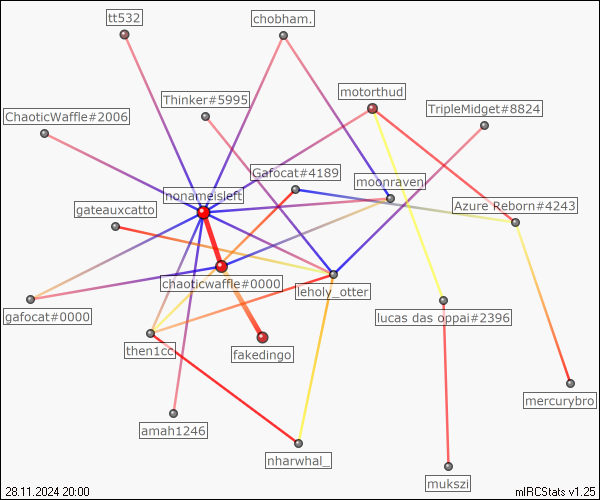 tt532
chobham.
motorthud
Thinker#5995
TripleMidget#8824
ChaoticWaffle#2006
Gafocat#4189
moonraven
nonameisleft
gateauxcatto
Azure Reborn#4243
chaoticwaffle#0000
leholy_otter
gafocat#0000
lucas das oppai#2396
then1cc
fakedingo
mercurybro
amah1246
nharwhal_
mukszi
28.11.2024 20:00
mIRCStats v1.25